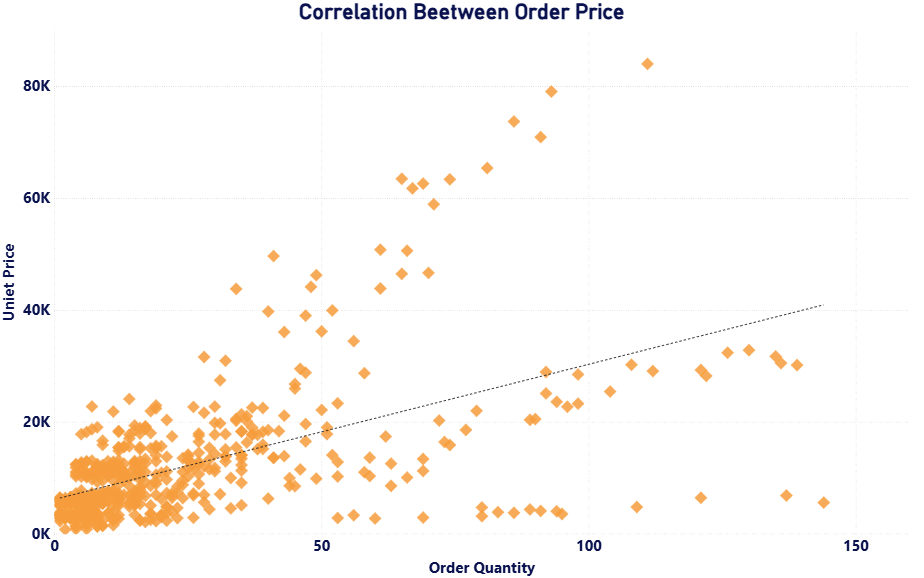 Correlation Beetween Order Price
80K
60K
40K
20K
0K
Uniet Price
0 50 100 150
Order Quantity